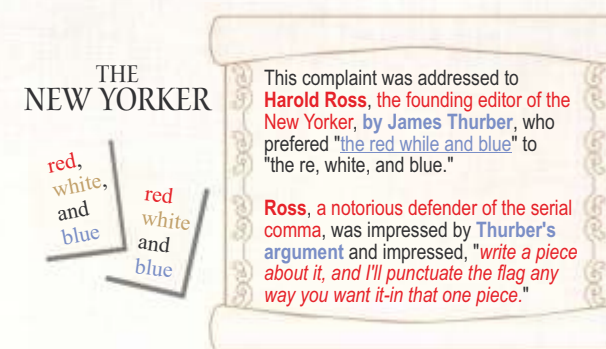 THE
NEW YORKER
red,
white,
and
blue
red
white
and
blue
This complaint was addressed to
Harold Ross, the founding editor of the
New Yorker, by James Thurber, who
prefered "the red while and blue" to
"the re, white, and blue."
Ross, a notorious defender of the serial
comma, was impressed by Thurber's
argument and impressed, "write a piece
about it, and I'll punctuate the flag any
way you want it-in that one piece."